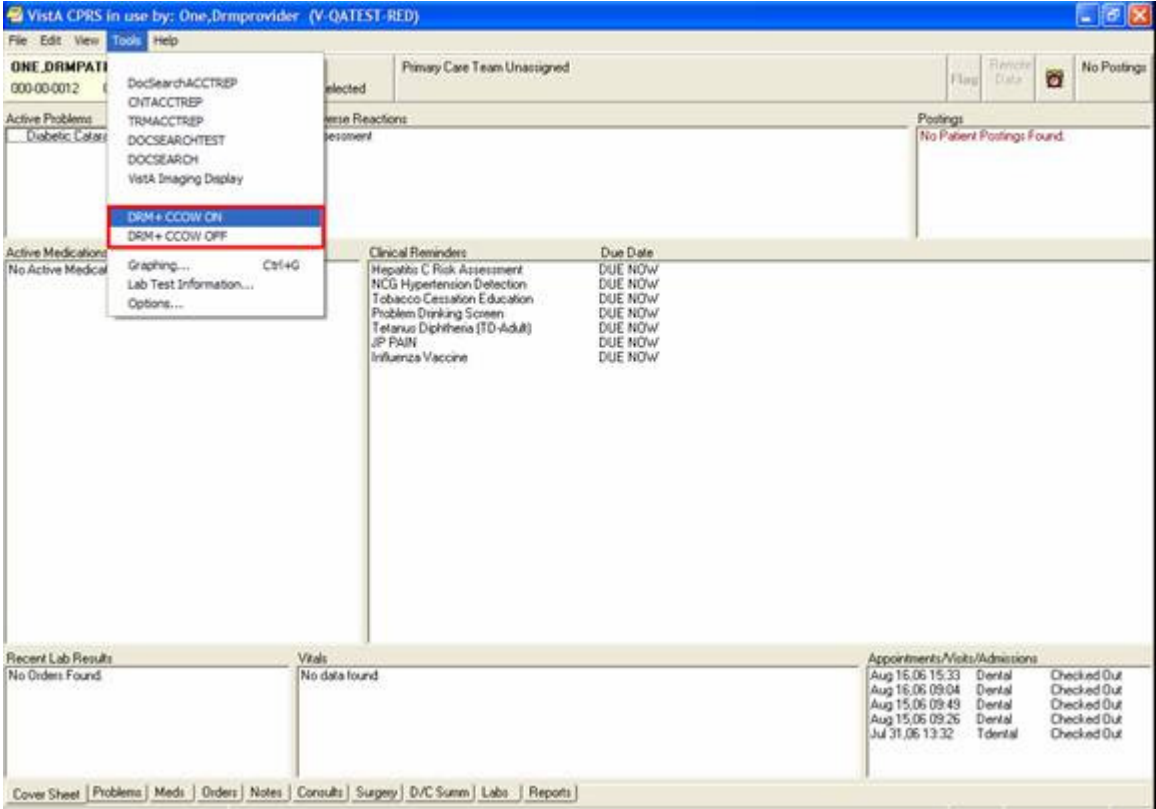 VistA CPRS in use by: One,Drmprovider (V-QATEST-RED)
File Edit View Tools Help
ONE,DRMPATI
000-00-0012
elected
Primary Care Team Unassigned
Flag
Remote Data
No Postings
DocSearchACCTREP
CNTACCTREP
TRMACCTREP
DOCSEARCHTEST
DOCSEARCH
VistA Imaging Display
DRM+ CCOW ON
DRM+ CCOW OFF
Graphing... Ctrl+G
Lab Test Information...
Options...
Active Problems
Diabetic Catara
erse Reactions
essment
Postings
No Patient Postings Found.
Active Medications
No Active Medical
Clinical Reminders Due Date
Hepatitis C Risk Assessment DUE NOW
NCG Hypertension Detection DUE NOW
Tobacco Cessation Education DUE NOW
Problem Drinking Screen DUE NOW
Tetanus Diphtheria (TD-Adult) DUE NOW
JP PAIN DUE NOW
Influenza Vaccine DUE NOW
Recent Lab Results
No Orders Found
Vitals
No data found
Appointments/Visits/Admissions
Aug 16,06 15:33 Dental Checked Out
Aug 16,06 09:04 Dental Checked Out
Aug 15,06 09:49 Dental Checked Out
Aug 15,06 09:26 Dental Checked Out
Jul 31,06 13:32 Tdental Checked Out
Cover Sheet Problems Meds Orders Notes Consults Surgery D/C Summ Labs Reports